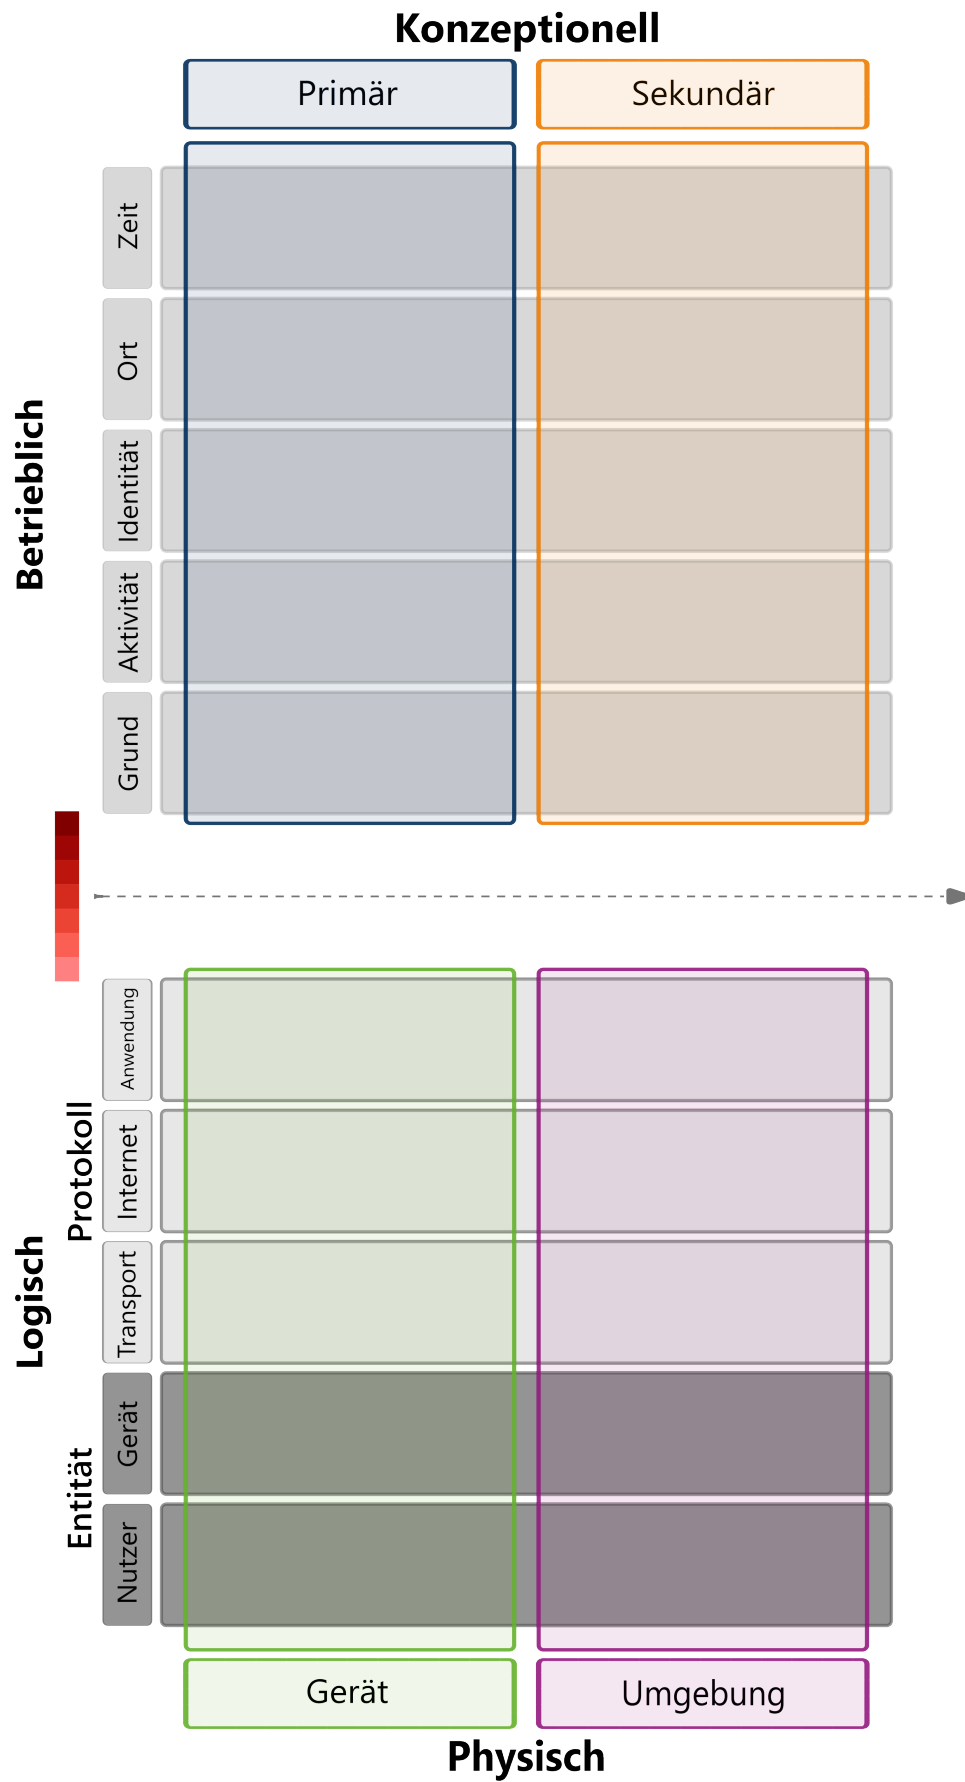 Konzeptionell
Primär
Sekundär
Betrieblich
Zeit
Ort
Identität
Aktivität
Grund
Logisch
Protokoll
Anwendung
Internet
Transport
Entität
Gerät
Nutzer
Gerät
Umgebung
Physisch